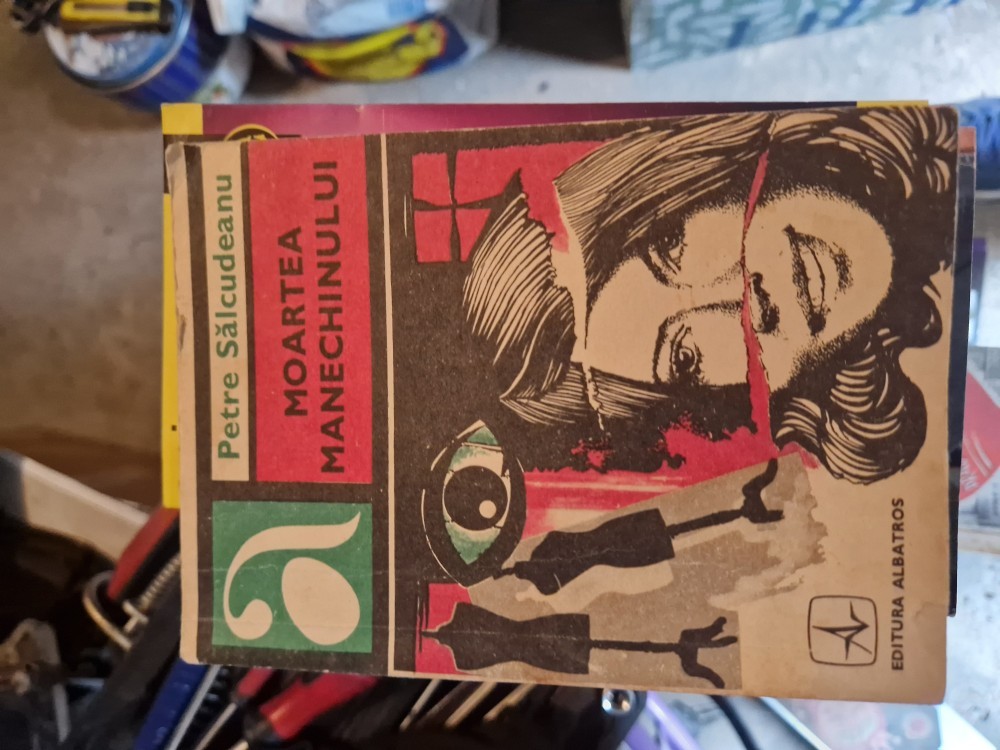 a
Petre Sălcudeanu
MOARTEA
MANECHINULUI
EDITURA ALBATROS